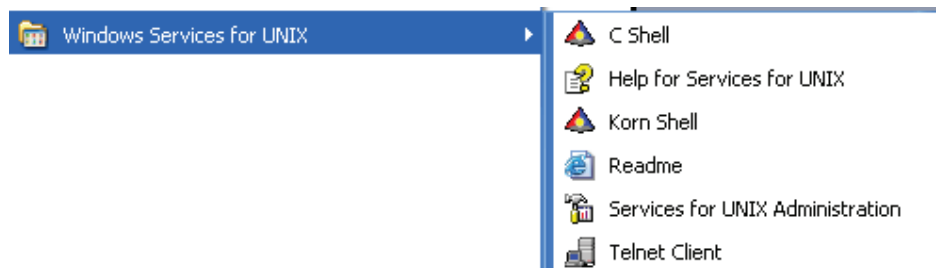 Windows Services for UNIX
C Shell
Help for Services for UNIX
Korn Shell
Readme
Services for UNIX Administration
Telnet Client